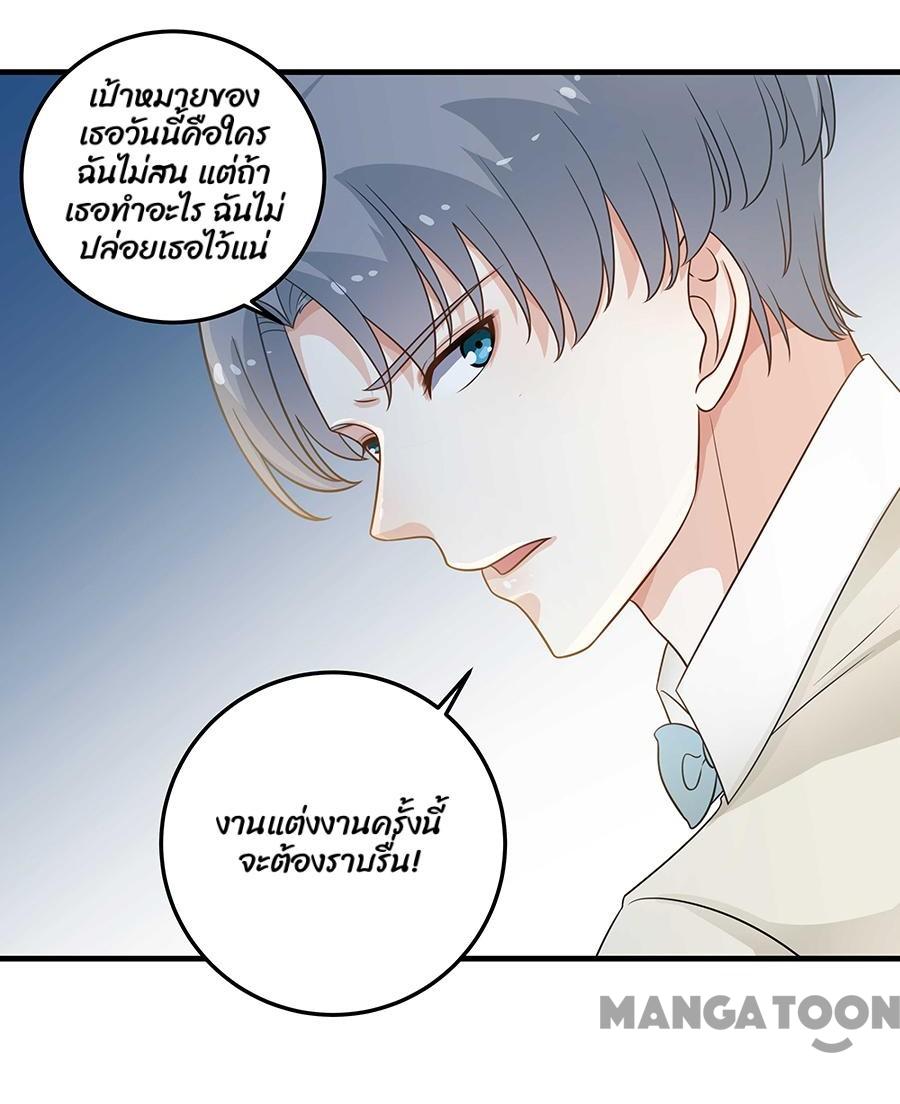 เป้าหมายของ
เธอวันนี้คือใคร
ฉันไม่สน แต่ถ้า
เธอทำอะไร ฉันไม่
ปล่อยเธอไว้แน่
งานแต่งงานครั้งนี้
จะต้องราบรื่น!
MANGATOON